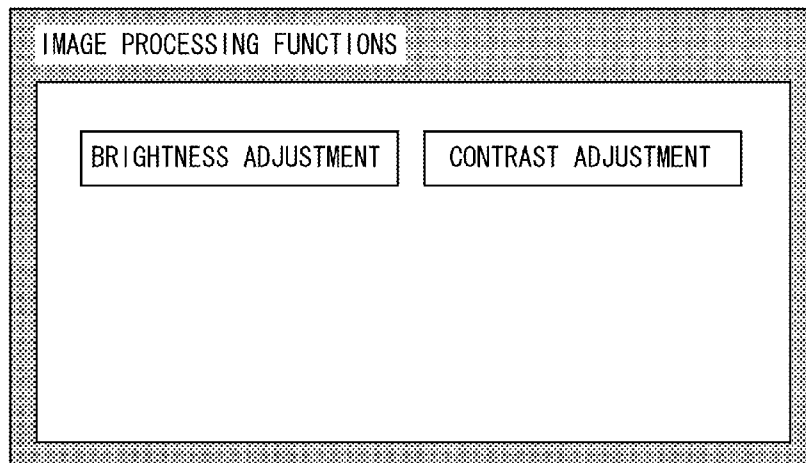 IMAGE PROCESSING FUNCTIONS
BRIGHTNESS ADJUSTMENT
CONTRAST ADJUSTMENT